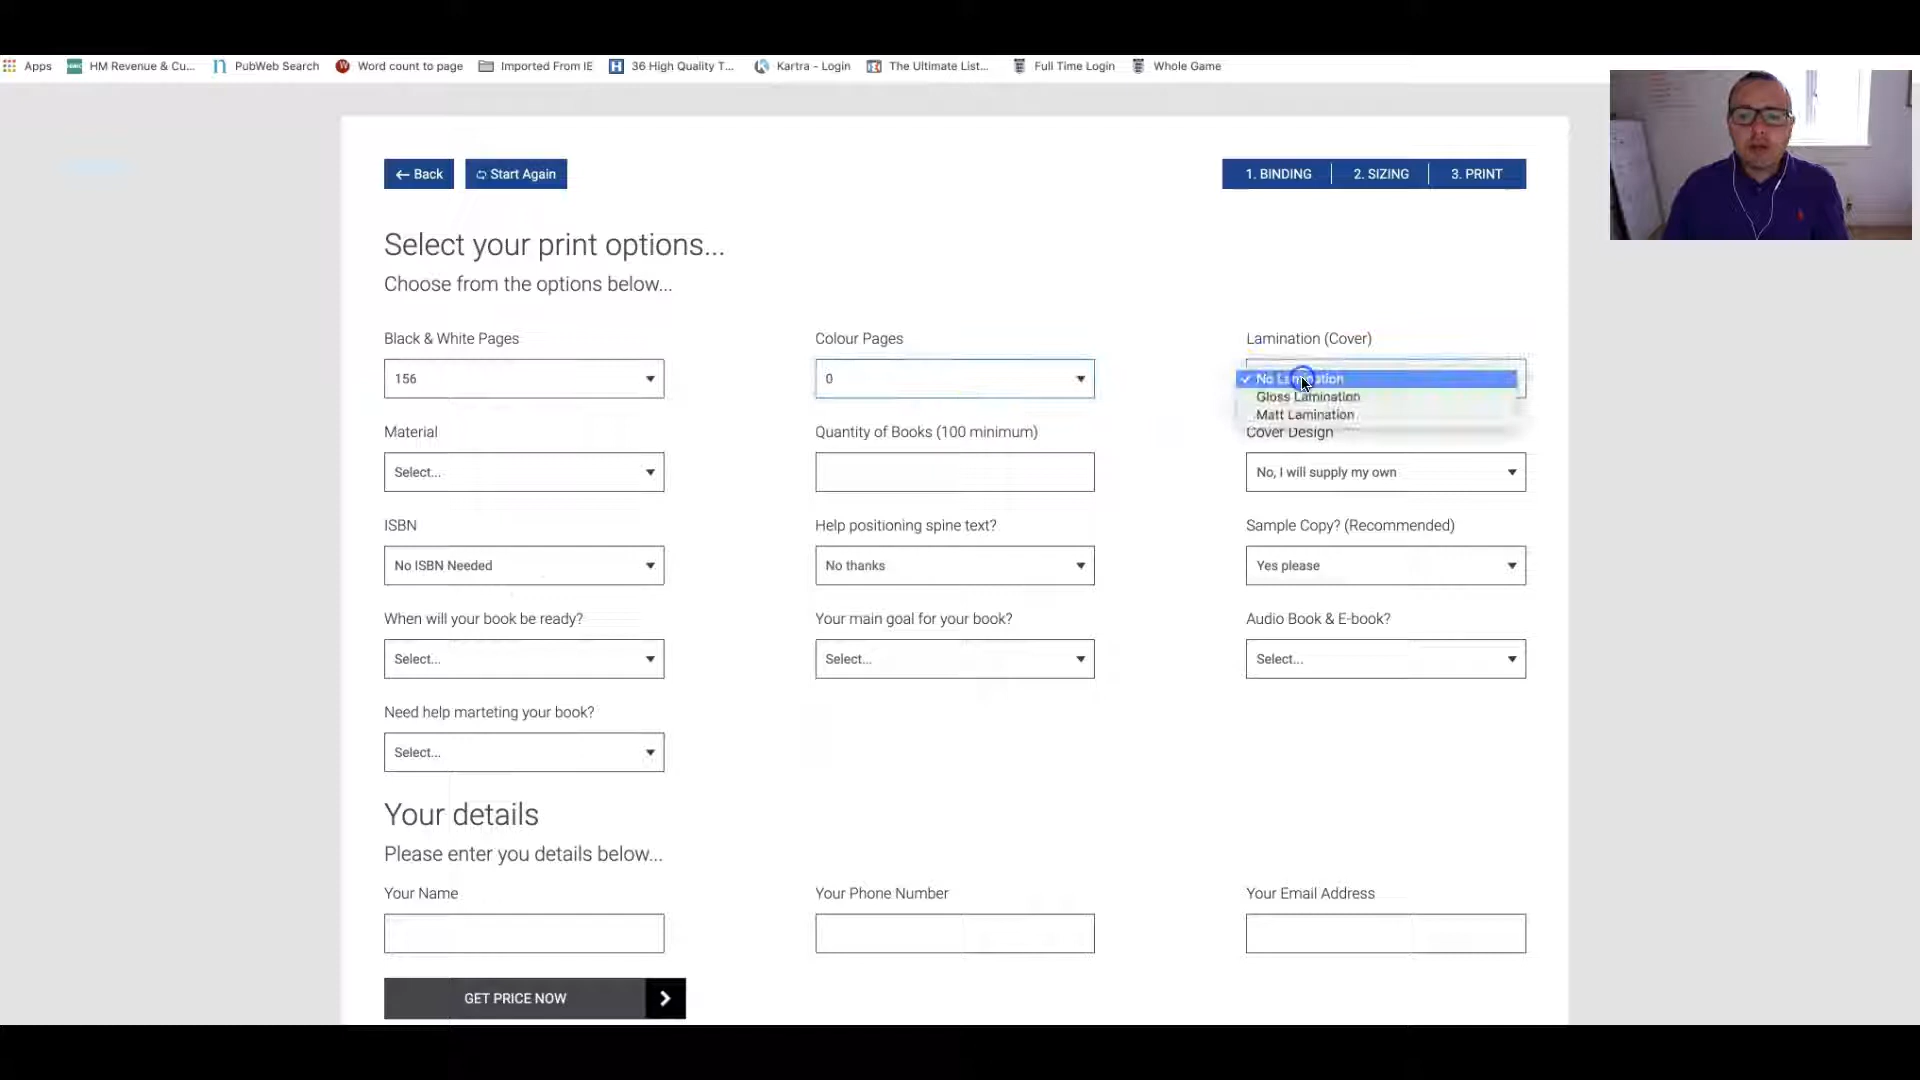 Apps HM Revenue & Cu... PubWeb Search Word count to page Imported From IE 36 High Quality T... Kartra - Login The Ultimate List... Full Time Login Whole Game
← Back Start Again 1. BINDING 2. SIZING 3. PRINT
Select your print options...
Choose from the options below...
Black & White Pages Colour Pages Lamination (Cover)
156 0 No Lamination
Gloss Lamination
Matt Lamination
Material Quantity of Books (100 minimum) Cover Design
Select... No, I will supply my own
ISBN Help positioning spine text? Sample Copy? (Recommended)
No ISBN Needed No thanks Yes please
When will your book be ready? Your main goal for your book? Audio Book & E-book?
Select... Select... Select...
Need help marteting your book?
Select...
Your details
Please enter you details below...
Your Name Your Phone Number Your Email Address
GET PRICE NOW